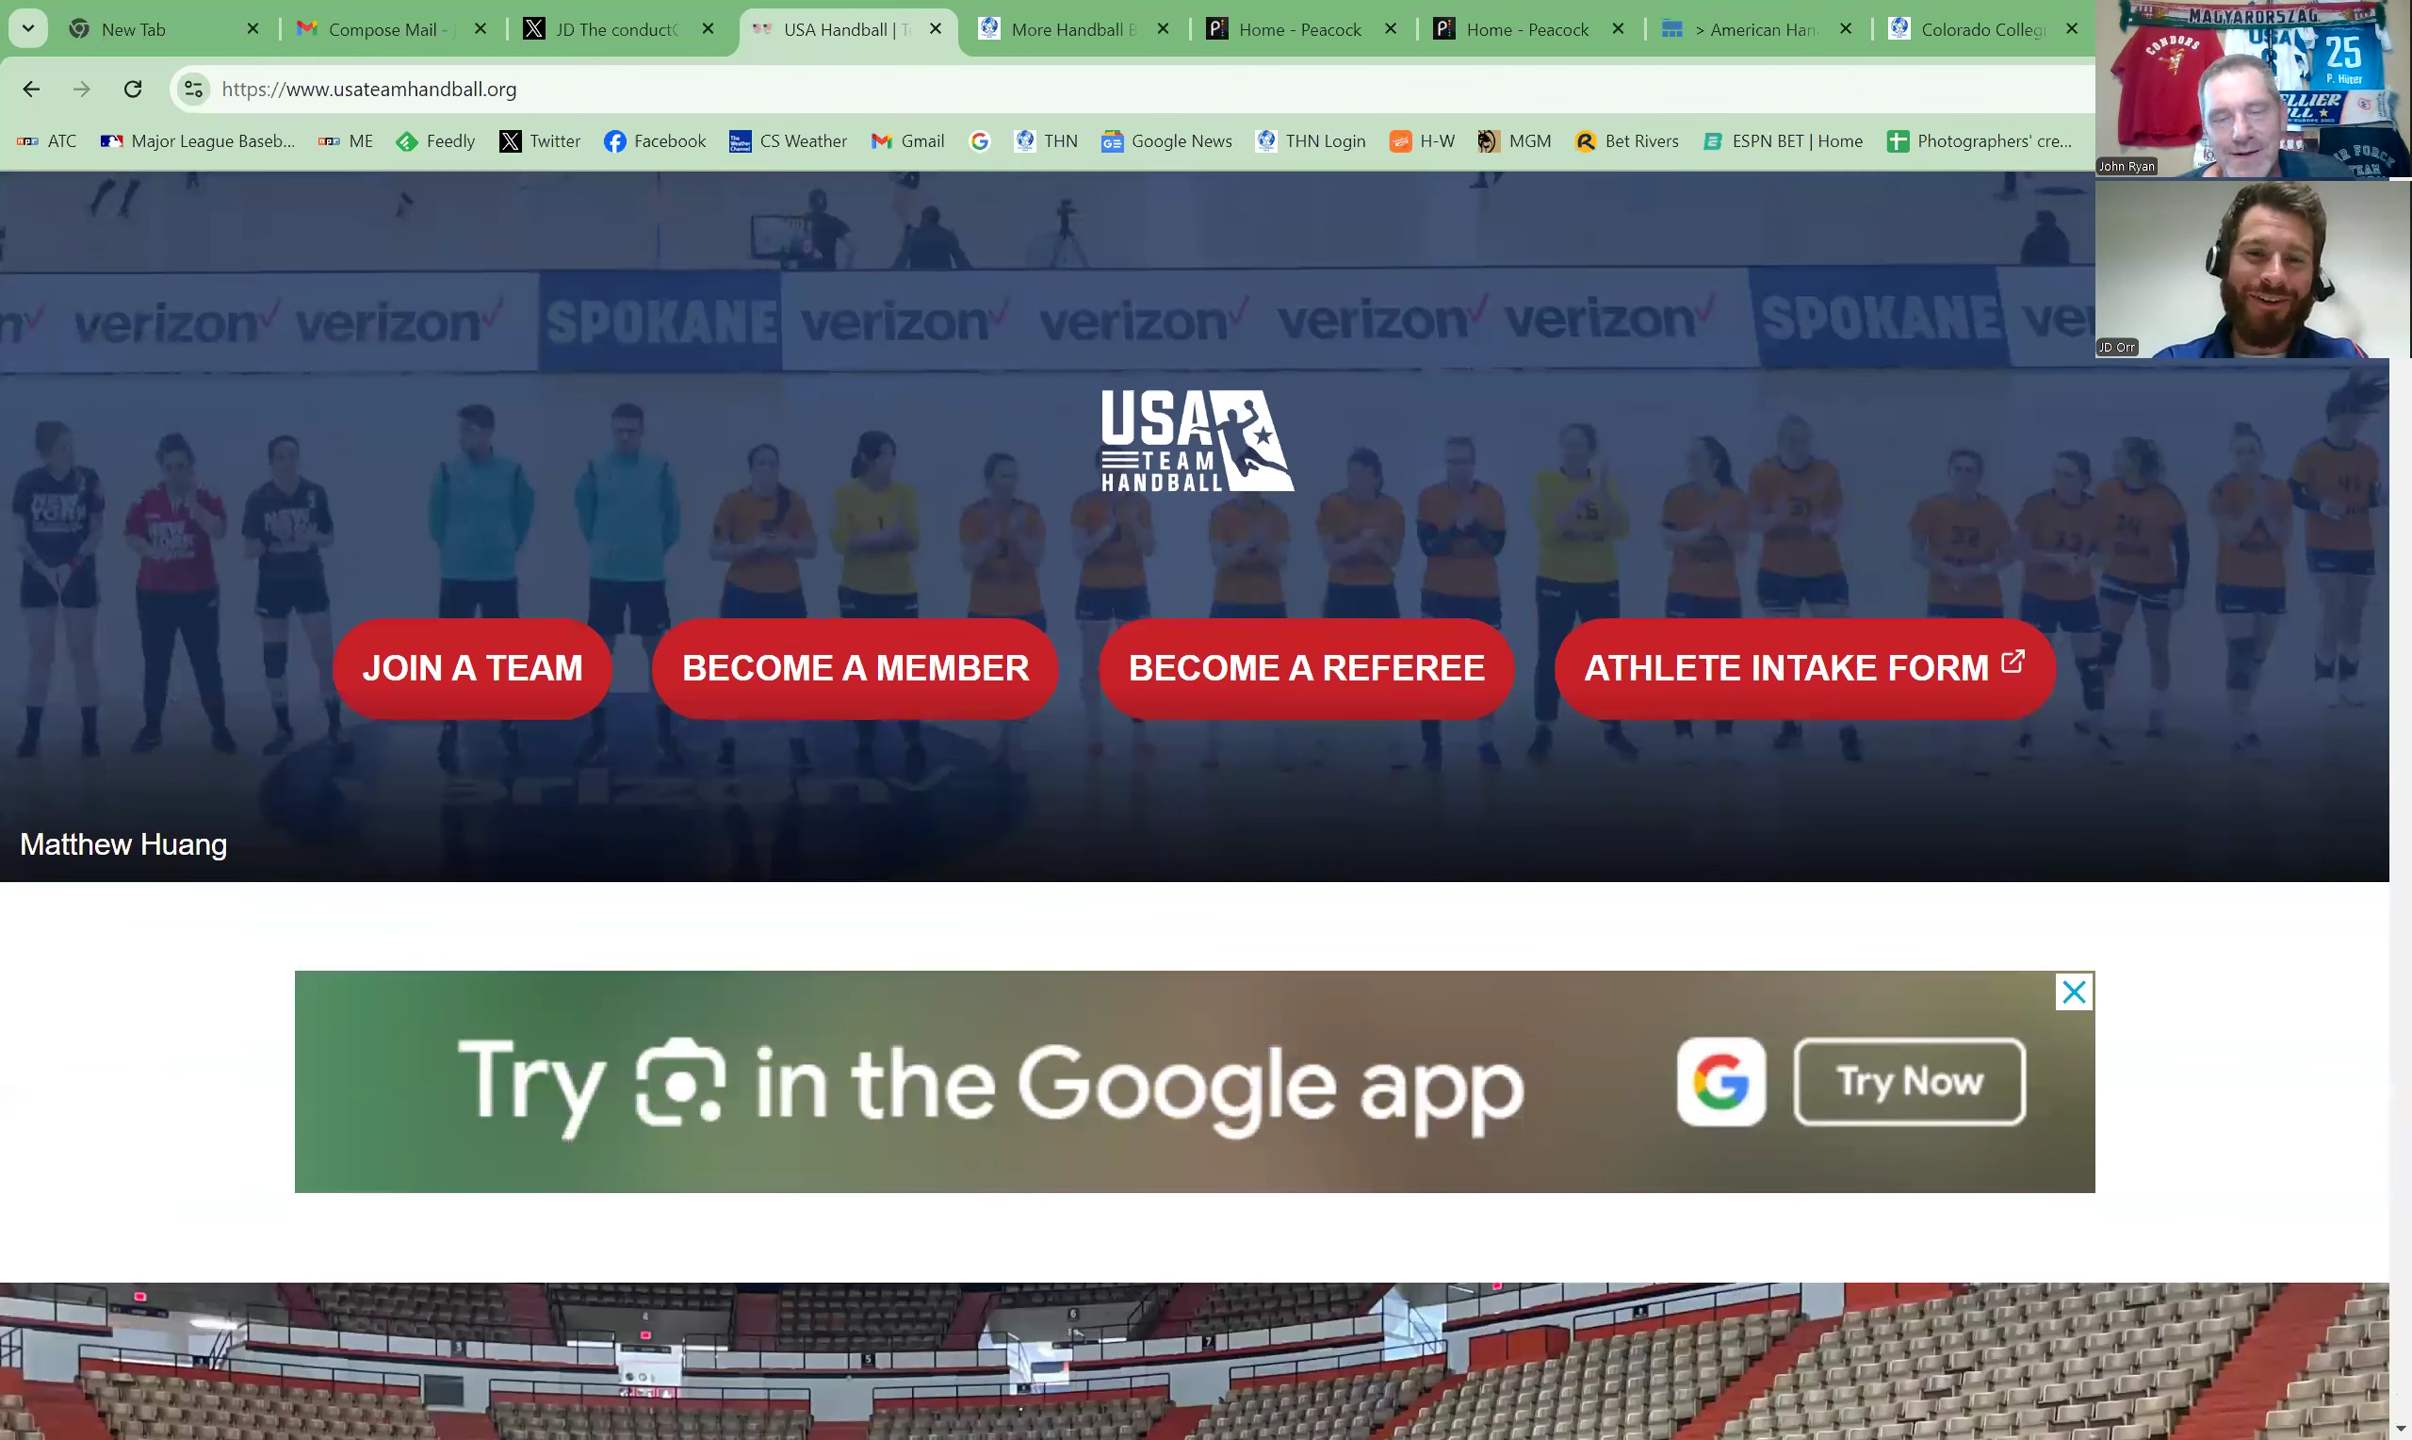 New Tab
Compose Mail -
JD The conduct
USA Handball | T
More Handball B
Home - Peacock
Home - Peacock
> American Han
Colorado Colleg
https://www.usateamhandball.org
ATC
Major League Baseb...
ME
Feedly
Twitter
Facebook
CS Weather
Gmail
THN
Google News
THN Login
H-W
MGM
Bet Rivers
ESPN BET | Home
Photographers' cre...
MAGYARORSZÁG
CONDORS
USA
25
P. Hüter
John Ryan
JD Orr
verizon verizon SPOKANE verizon verizon verizon verizon SPOKANE
USA
TEAM
HANDBALL
JOIN A TEAM
BECOME A MEMBER
BECOME A REFEREE
ATHLETE INTAKE FORM
Matthew Huang
Try in the Google app
Try Now